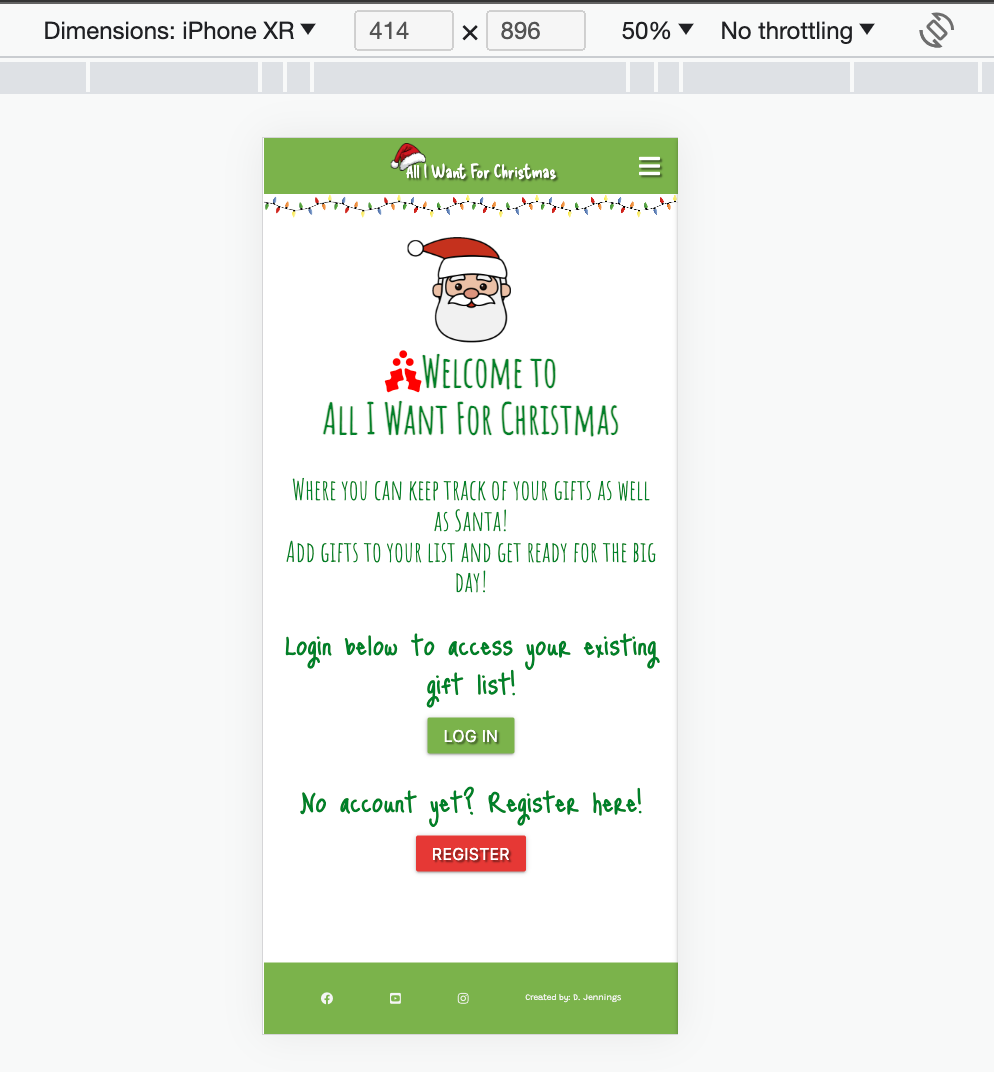 Dimensions: iPhone XR 414 × 896 50% No throttling
All I Want For Christmas
Welcome to
All I Want For Christmas
Where you can keep track of your gifts as well
as Santa!
Add gifts to your list and get ready for the big
day!
Login below to access your existing
gift list!
LOG IN
No account yet? Register here!
REGISTER
Created by: D. Jennings